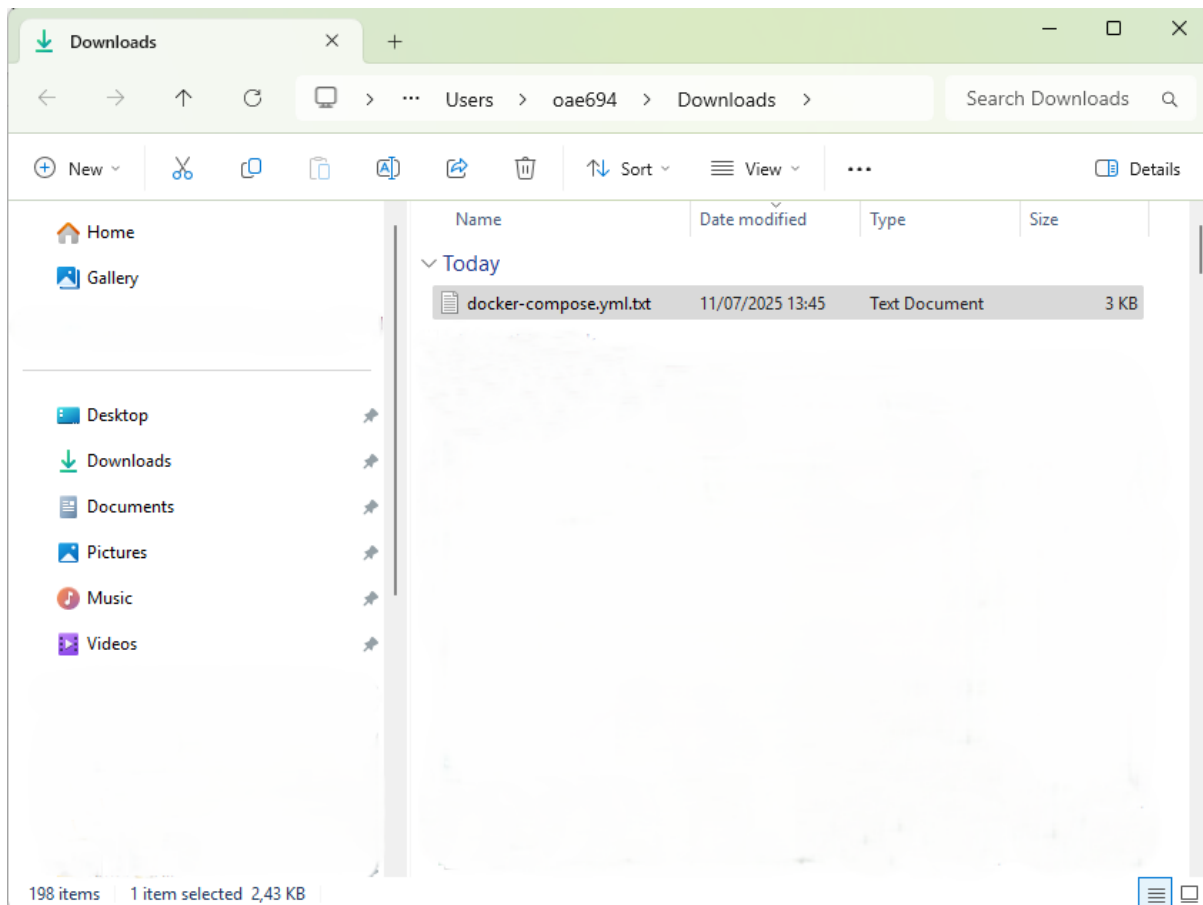 Downloads
Users > oae694 > Downloads >
Search Downloads
New
Sort
View
Details
Home
Gallery
Desktop
Downloads
Documents
Pictures
Music
Videos
Name Date modified Type Size
Today
docker-compose.yml.txt 11/07/2025 13:45 Text Document 3 KB
198 items 1 item selected 2,43 KB